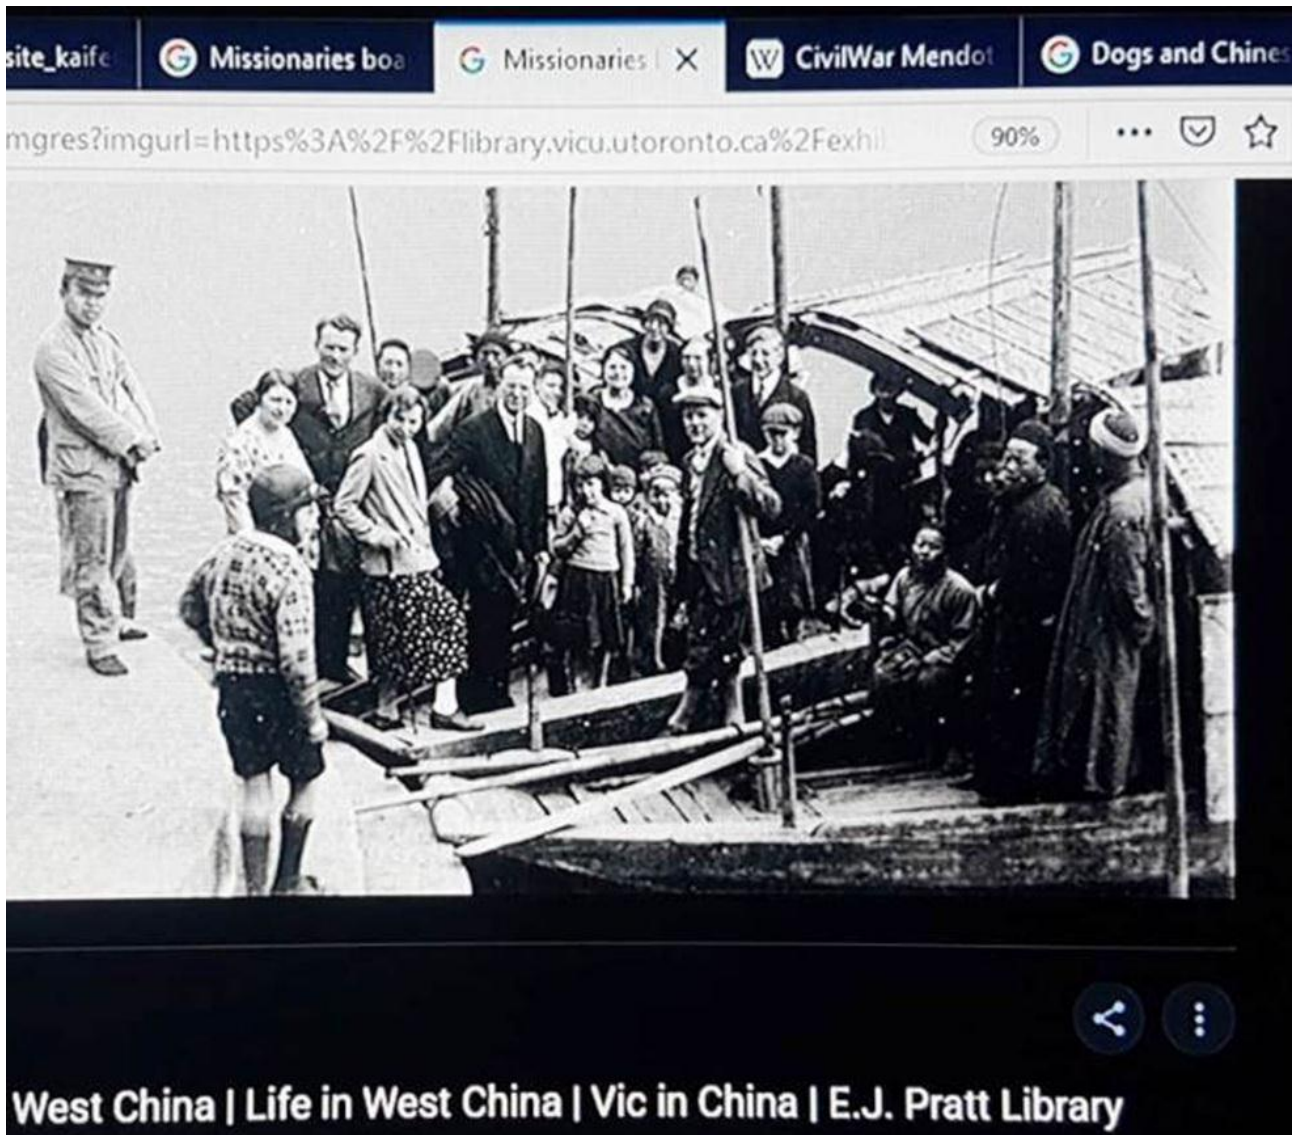 site_kaife
Missionaries boa
Missionaries
CivilWar Mendot
Dogs and Chines
mgres?imgurl=https%3A%2F%2Flibrary.vicu.utoronto.ca%2Fexhi
90%
West China | Life in West China | Vic in China | E.J. Pratt Library